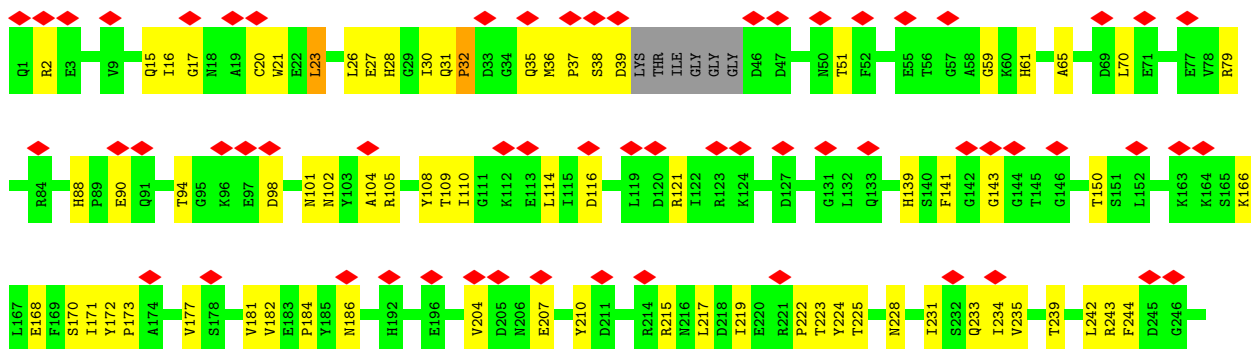 Q1 R2 E3 V9 Q15 I16 G17 N18 A19 C20 W21 E22 L23 L26 E27 H28 G29 I30 Q31 P32 D33 G34 Q35 M36 P37 S38 D39 LYS THR ILE GLY GLY GLY D46 D47 N50 T51 F52 E55 T56 G57 A58 G59 K60 H61 A65 D69 L70 E71 E77 V78 R79
R84 H88 P89 E90 Q91 T94 G95 K96 E97 D98 N101 N102 Y103 A104 R105 Y108 T109 I110 G111 K112 E113 L114 I115 D116 L119 D120 R121 I122 R123 K124 D127 G131 L132 Q133 H139 S140 F141 G142 G143 G144 T145 G146 T150 S151 L152 K163 K164 S165 K166
L167 E168 F169 S170 I171 Y172 P173 A174 V177 S178 V181 V182 E183 P184 Y185 N186 H192 E196 V204 D205 N206 E207 Y210 D211 R214 R215 N216 L217 D218 I219 E220 R221 P222 T223 Y224 T225 N228 I231 S232 Q233 I234 V235 T239 L242 R243 F244 D245 G246